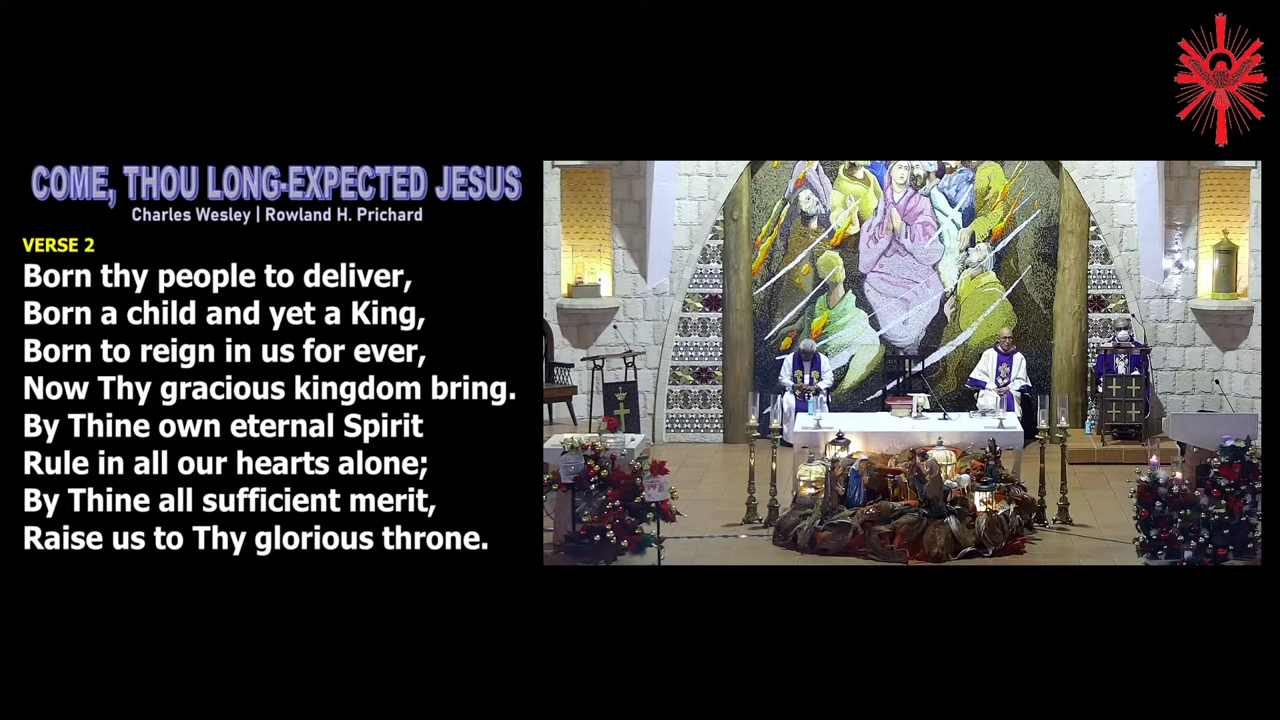 COME, THOU LONG-EXPECTED JESUS
Charles Wesley | Rowland H. Prichard
VERSE 2
Born thy people to deliver,
Born a child and yet a King,
Born to reign in us for ever,
Now Thy gracious kingdom bring.
By Thine own eternal Spirit
Rule in all our hearts alone;
By Thine all sufficient merit,
Raise us to Thy glorious throne.